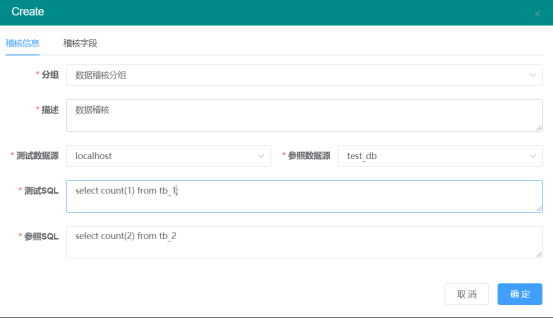 Create
稽核信息 稽核字段
* 分组 数据稽核分组
* 描述 数据稽核
* 测试数据源 localhost * 参照数据源 test_db
* 测试SQL select count(1) from tb_1;
* 参照SQL select count(2) from tb_2
取 消 确 定